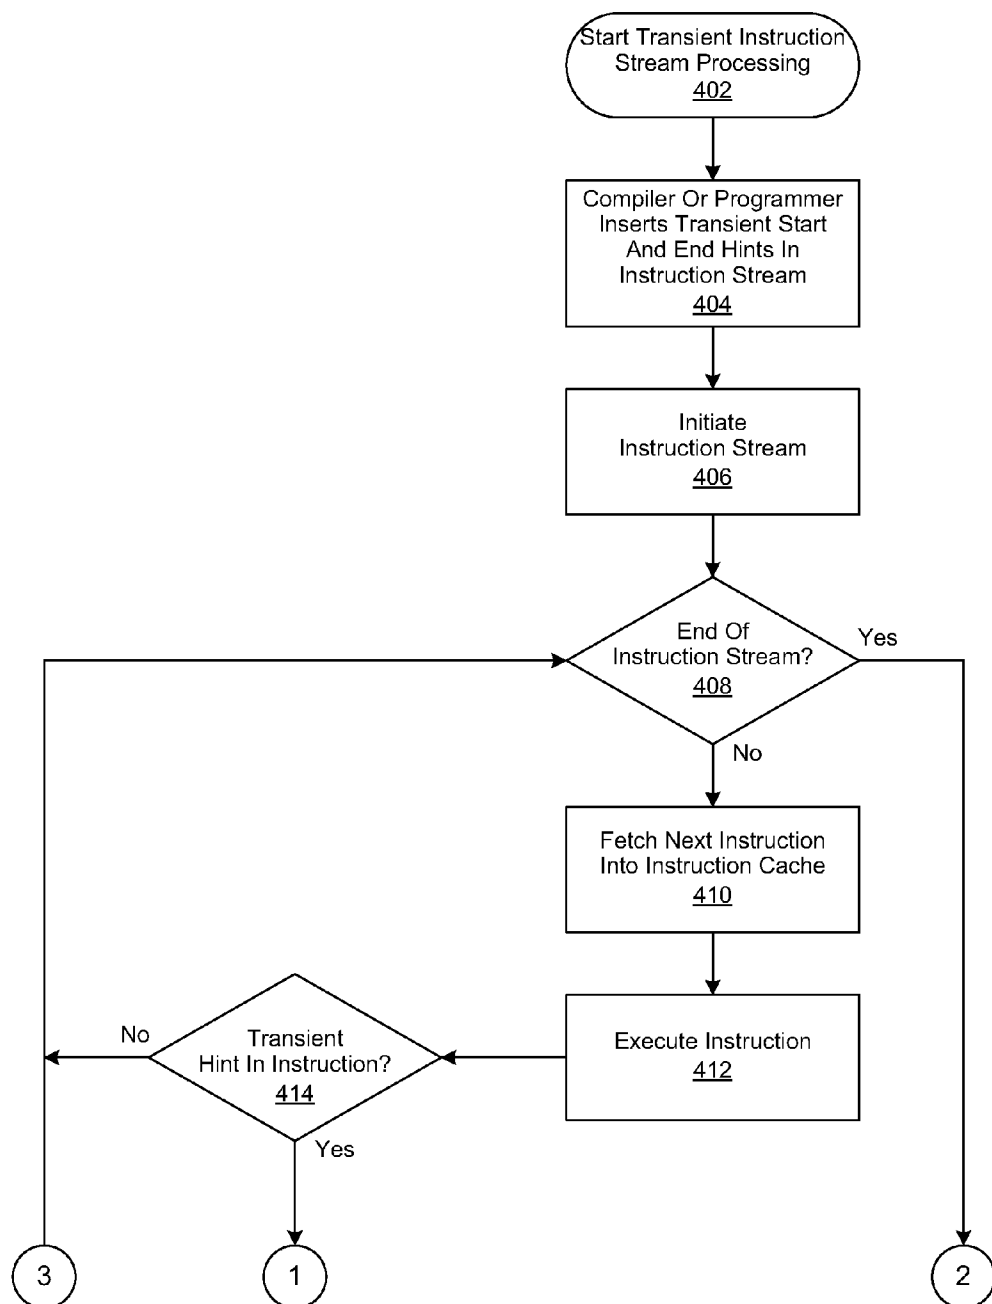 Start Transient Instruction
Stream Processing
402
Compiler Or Programmer
Inserts Transient Start
And End Hints In
Instruction Stream
404
Initiate
Instruction Stream
406
End Of
Instruction Stream?
408
Yes
No
Fetch Next Instruction
Into Instruction Cache
410
Execute Instruction
412
Transient
Hint In Instruction?
414
No
Yes
3
1
2